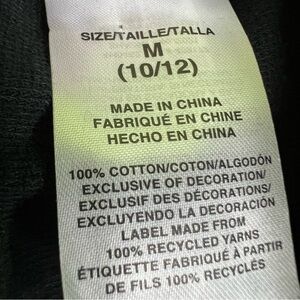 SIZE/TAILLE/TALLA
M
(10/12)
MADE IN CHINA
FABRIQUÉ EN CHINE
HECHO EN CHINA
100% COTTON/COTON/ALGODÓN
EXCLUSIVE OF DECORATION/
EXCLUSIF DES DÉCORATIONS/
EXCLUYENDO LA DECORACIÓN
LABEL MADE FROM
100% RECYCLED YARNS
ÉTIQUETTE FABRIQUÉ À PARTIR
DE FILS 100% RECYCLÉS